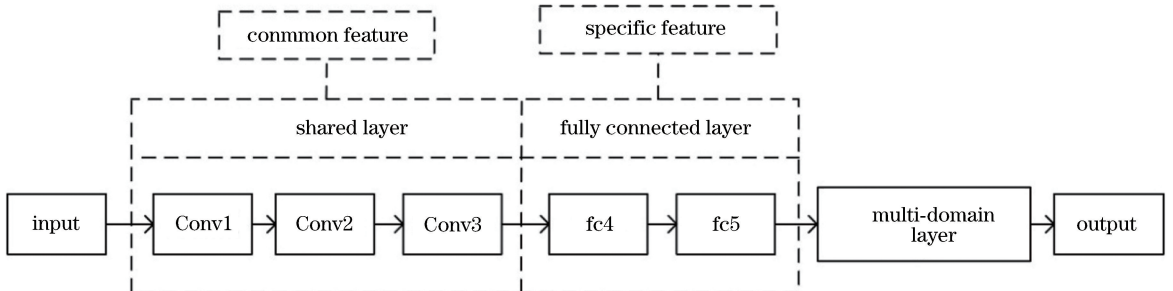 conmmon feature
specific feature
shared layer
fully connected layer
input
Conv1
Conv2
Conv3
fc4
fc5
multi-domain
layer
output